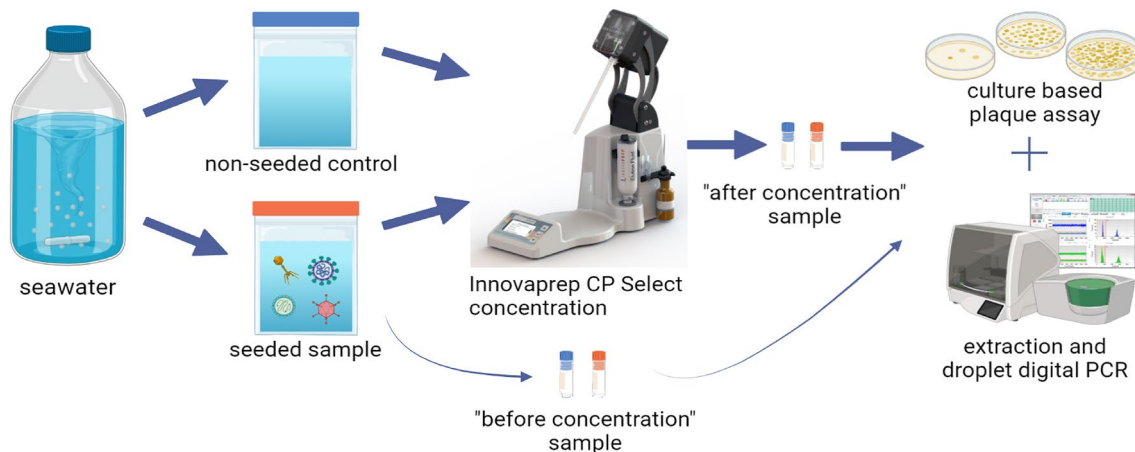 seawater
non-seeded control
seeded sample
Innovaprep CP Select
concentration
"after concentration"
sample
"before concentration"
sample
culture based
plaque assay
+
extraction and
droplet digital PCR